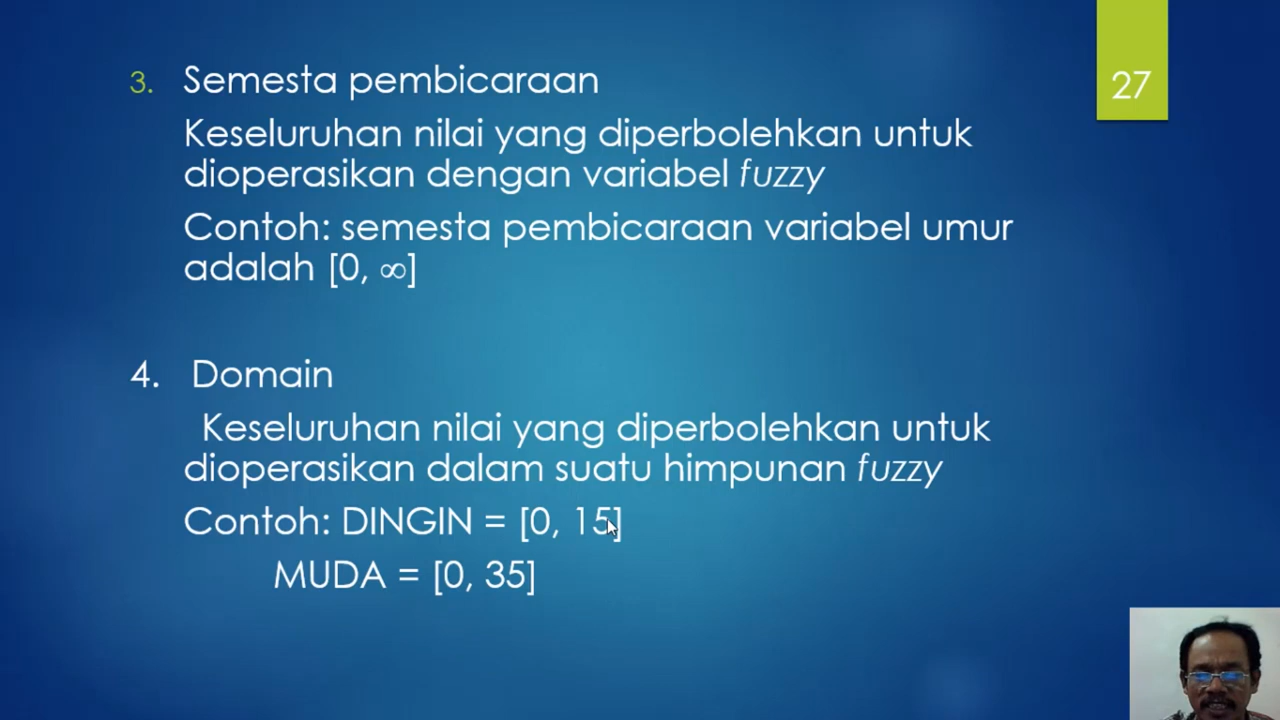 27
3. Semesta pembicaraan
Keseluruhan nilai yang diperbolehkan untuk
dioperasikan dengan variabel fuzzy
Contoh: semesta pembicaraan variabel umur
adalah [0, ∞]
4. Domain
Keseluruhan nilai yang diperbolehkan untuk
dioperasikan dalam suatu himpunan fuzzy
Contoh: DINGIN = [0, 15]
MUDA = [0, 35]